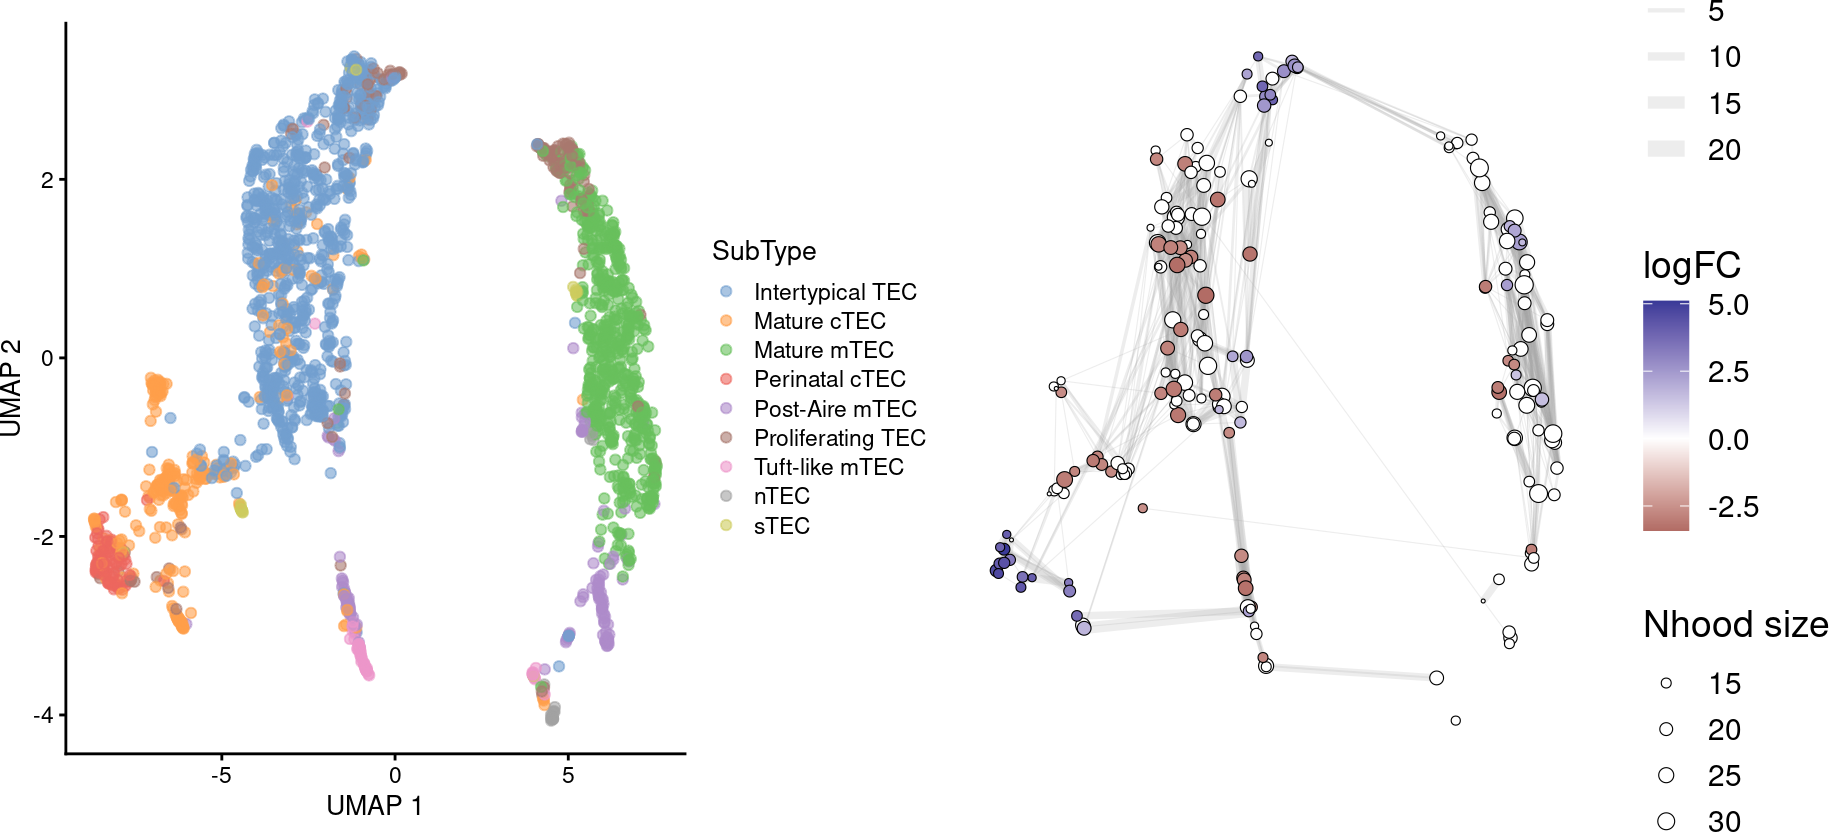 UMAP 2
2
0
-2
-4
-5
0
5
UMAP 1
SubType
Intertypical TEC
Mature cTEC
Mature mTEC
Perinatal cTEC
Post-Aire mTEC
Proliferating TEC
Tuft-like mTEC
nTEC
sTEC
5
10
15
20
logFC
5.0
2.5
0.0
-2.5
Nhood size
15
20
25
30